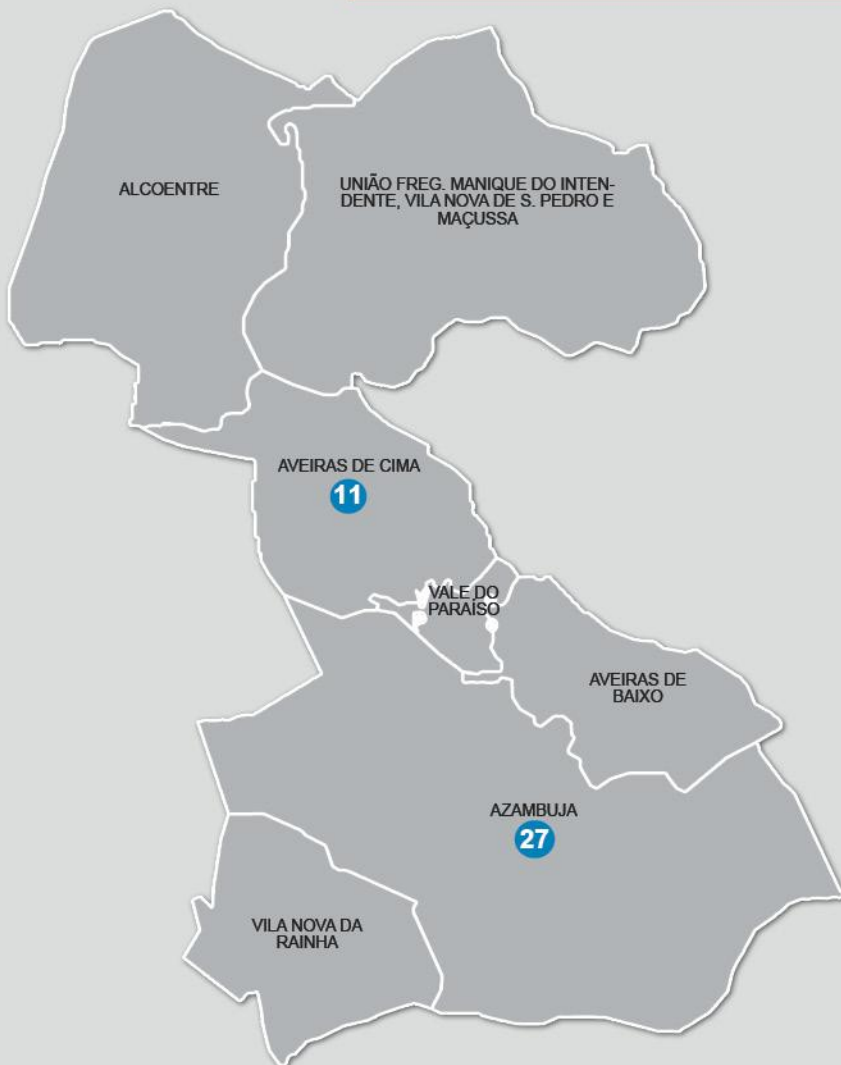 ALCOENTRE
UNIÃO FREG. MANIQUE DO INTEN-
DENTE, VILA NOVA DE S. PEDRO E
MAÇUSSA
AVEIRAS DE CIMA
11
VALE DO
PARAÍSO
AVEIRAS DE
BAIXO
AZAMBUJA
27
VILA NOVA DA
RAINHA